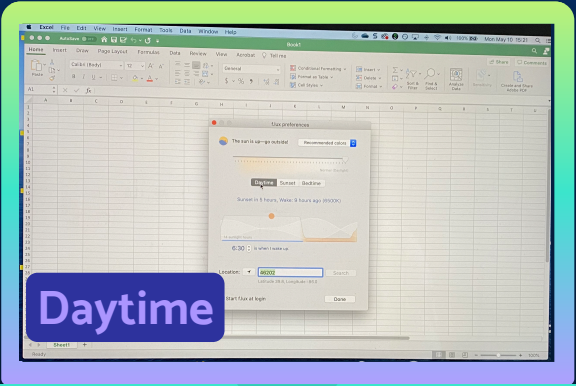 Excel File Edit View Insert Format Tools Data Window Help
100% Mon May 10 15:21
AutoSave
Book1
Home Insert Draw Page Layout Formulas Data Review View Acrobat Tell me
Share Comments
Paste
Calibri (Body) 12
General
Conditional Formatting
Format as Table
Cell Styles
Insert
Delete
Format
Sort &
Filter
Find &
Select
Analyze
Data
Sensitivity
Create and Share
Adobe PDF
A1
fx
A B C D
f.lux preferences
The sun is up—go outside!
Recommended colors
Daytime Sunset Bedtime
Sunset in 5 hours, Wake: 9 hours ago (6500K)
6:30 is when I wake up
Location: 46202 Search
Start f.lux at login
Done
Daytime
Sheet1 +
Ready
100%